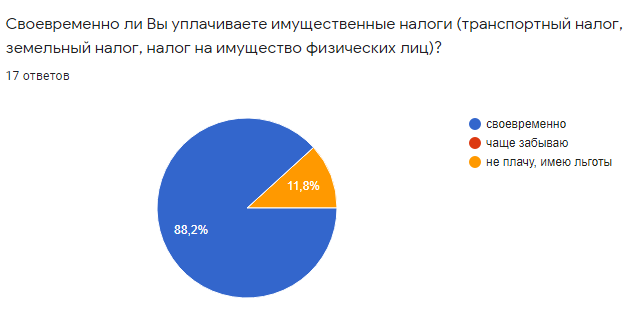 Своевременно ли Вы уплачиваете имущественные налоги (транспортный налог,
земельный налог, налог на имущество физических лиц)?
17 ответов
своевременно
чаще забываю
не плачу, имею льготы
11,8%
88,2%